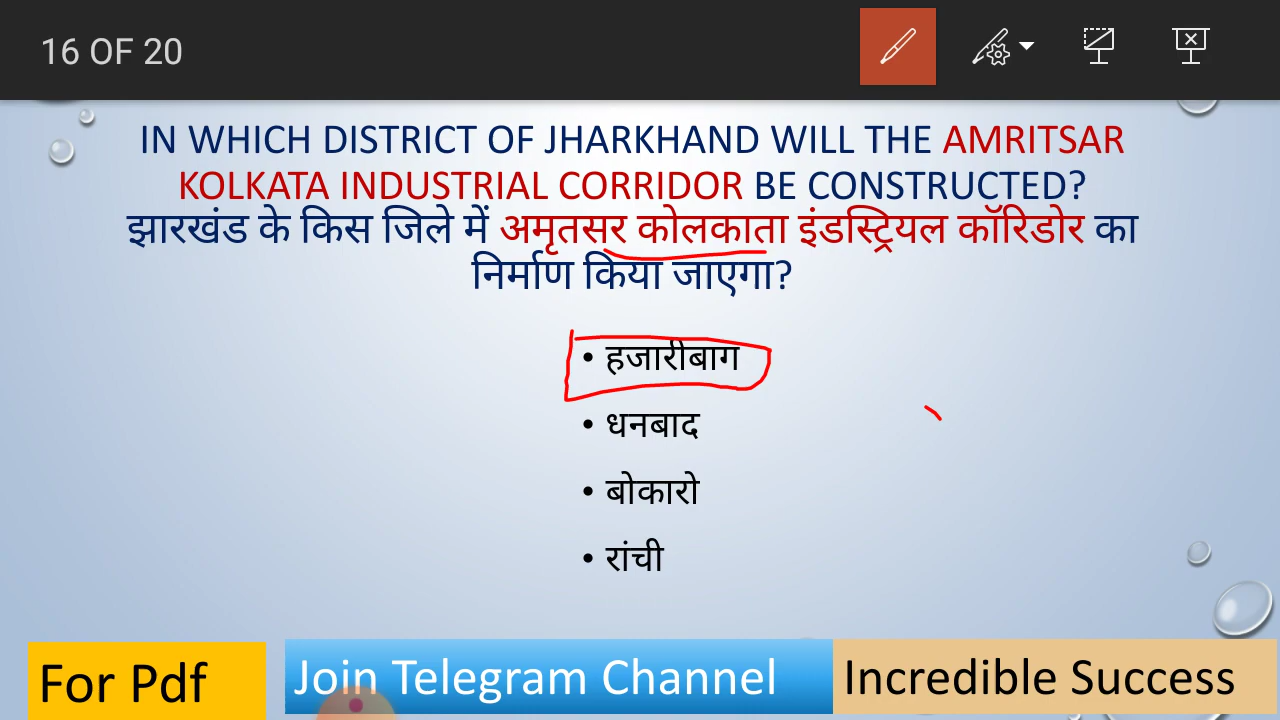 16 OF 20
IN WHICH DISTRICT OF JHARKHAND WILL THE AMRITSAR
KOLKATA INDUSTRIAL CORRIDOR BE CONSTRUCTED?
झारखंड के किस जिले में अमृतसर कोलकाता इंडस्ट्रियल कॉरिडोर का
निर्माण किया जाएगा?
• हजारीबाग
• धनबाद
• बोकारो
• रांची
For Pdf Join Telegram Channel Incredible Success